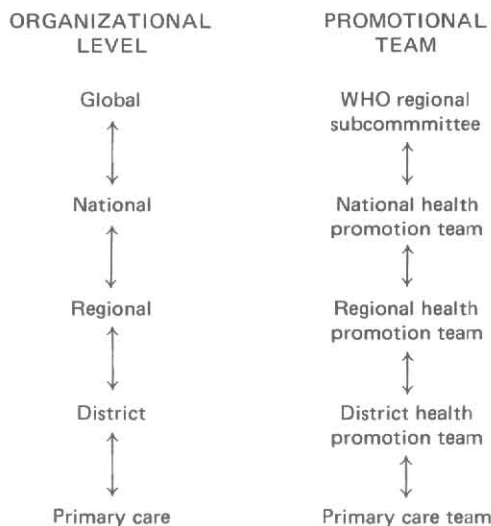 ORGANIZATIONAL
LEVEL
PROMOTIONAL
TEAM
Global
WHO regional
subcommmittee
National
National health
promotion team
Regional
Regional health
promotion team
District
District health
promotion team
Primary care
Primary care team